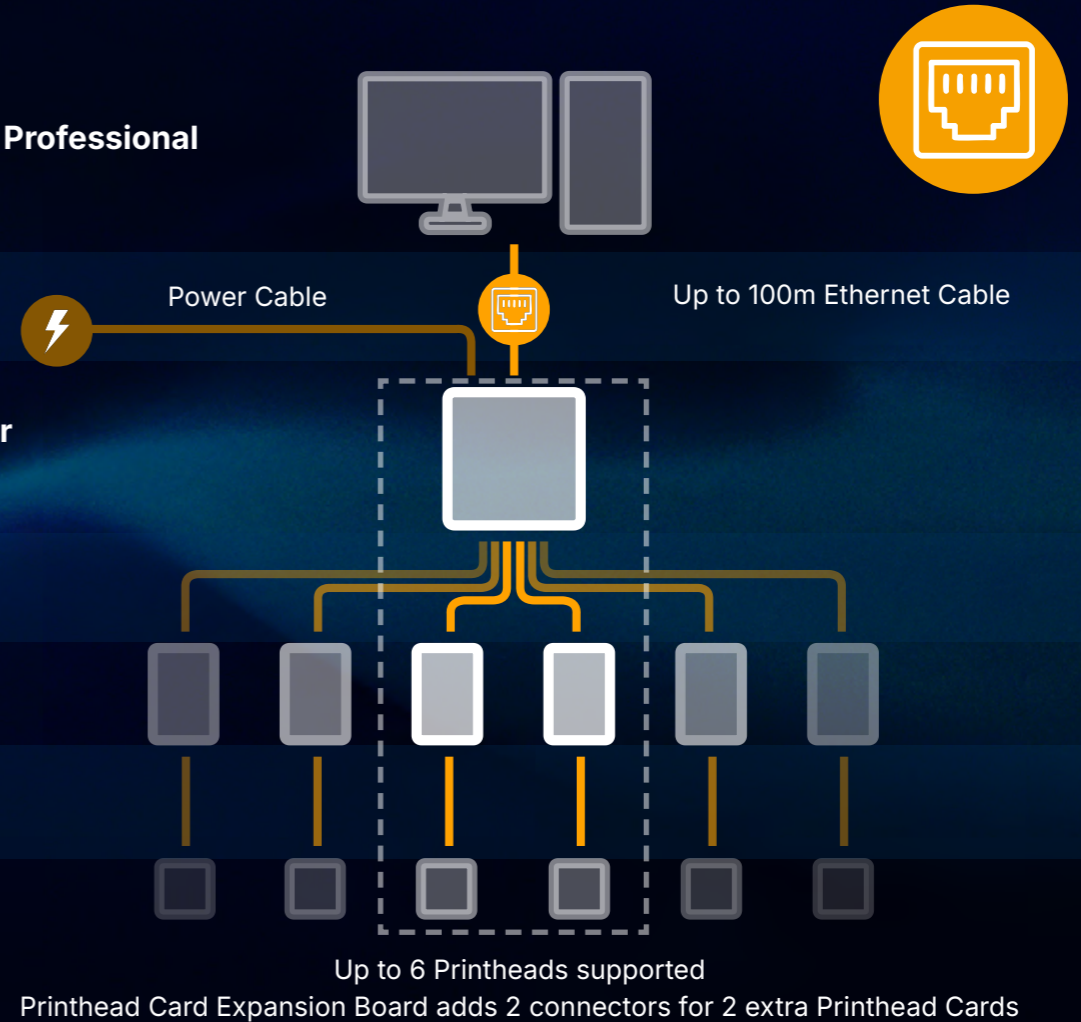 Professional
Power Cable
Up to 100m Ethernet Cable
r
Up to 6 Printheads supported
Printhead Card Expansion Board adds 2 connectors for 2 extra Printhead Cards